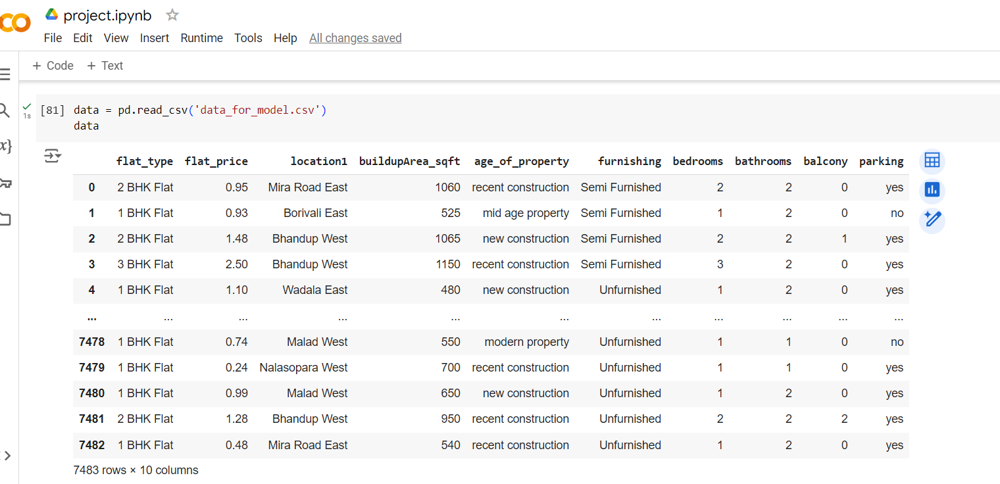 project.ipynb
File Edit View Insert Runtime Tools Help All changes saved
+ Code + Text
[81] data = pd.read_csv('data_for_model.csv')
1s data
flat_type flat_price location1 buildupArea_sqft age_of_property furnishing bedrooms bathrooms balcony parking
0 2 BHK Flat 0.95 Mira Road East 1060 recent construction Semi Furnished 2 2 0 yes
1 1 BHK Flat 0.93 Borivali East 525 mid age property Semi Furnished 1 2 0 no
2 2 BHK Flat 1.48 Bhandup West 1065 new construction Semi Furnished 2 2 1 yes
3 3 BHK Flat 2.50 Bhandup West 1150 recent construction Semi Furnished 3 2 0 yes
4 1 BHK Flat 1.10 Wadala East 480 new construction Unfurnished 1 2 0 yes
... ... ... ... ... ... ... ... ... ... ...
7478 1 BHK Flat 0.74 Malad West 550 modern property Unfurnished 1 1 0 no
7479 1 BHK Flat 0.24 Nalasopara West 700 recent construction Unfurnished 1 1 0 yes
7480 1 BHK Flat 0.99 Malad West 650 new construction Unfurnished 1 2 0 yes
7481 2 BHK Flat 1.28 Bhandup West 950 recent construction Unfurnished 2 2 2 yes
7482 1 BHK Flat 0.48 Mira Road East 540 recent construction Unfurnished 1 2 0 yes
7483 rows × 10 columns